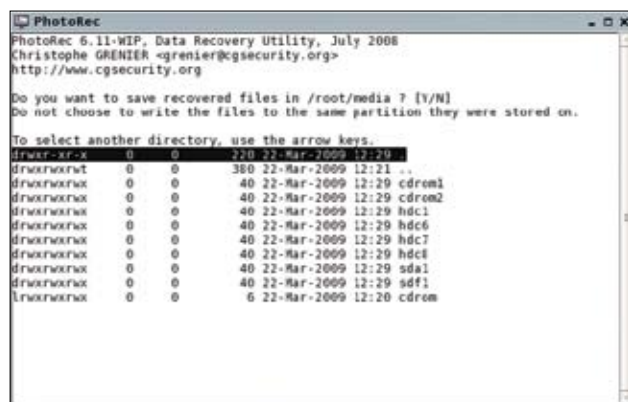 PhotoRec
PhotoRec 6.11-WIP, Data Recovery Utility, July 2008
Christophe GRENIER <grenier@cgsecurity.org>
http://www.cgsecurity.org
Do you want to save recovered files in /root/media ? [Y/N]
Do not choose to write the files to the same partition they were stored on.
To select another directory, use the arrow keys.
drwxr-xr-x 0 0 220 22-Mar-2009 12:29 .
drwxrwxrwt 0 0 380 22-Mar-2009 12:21 ..
drwxrwxrwx 0 0 40 22-Mar-2009 12:29 cdrom1
drwxrwxrwx 0 0 40 22-Mar-2009 12:29 cdrom2
drwxrwxrwx 0 0 40 22-Mar-2009 12:29 hdc1
drwxrwxrwx 0 0 40 22-Mar-2009 12:29 hdc6
drwxrwxrwx 0 0 40 22-Mar-2009 12:29 hdc7
drwxrwxrwx 0 0 40 22-Mar-2009 12:29 hdc8
drwxrwxrwx 0 0 40 22-Mar-2009 12:29 sda1
drwxrwxrwx 0 0 40 22-Mar-2009 12:29 sdf1
lrwxrwxrwx 0 0 6 22-Mar-2009 12:20 cdrom